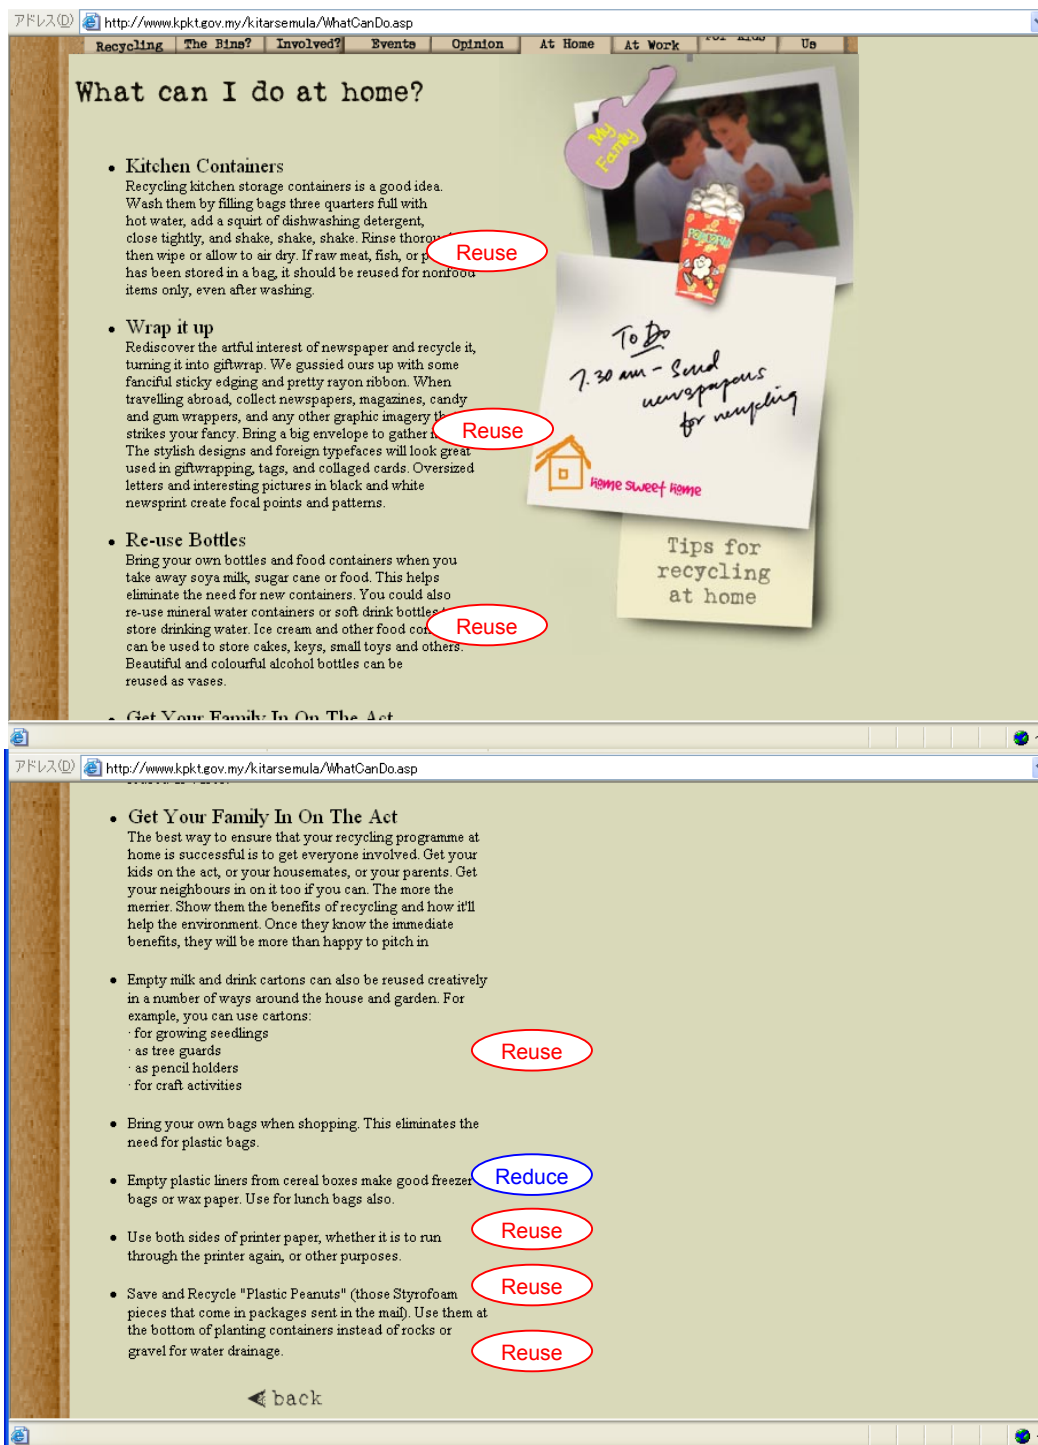 アドレス(D) http://www.kpkt.gov.my/kitarsemula/WhatCanDo.asp
Recycling The Bins? Involved? Events Opinion At Home At Work For Kids Us
What can I do at home?
My
Family
• Kitchen Containers
Recycling kitchen storage containers is a good idea.
Wash them by filling bags three quarters full with
hot water, add a squirt of dishwashing detergent,
close tightly, and shake, shake, shake. Rinse
then wipe or allow to air dry. If raw meat, fish, or
Reuse
has been stored in a bag, it should be reused for nonfood
items only, even after washing.
To Do
7.30 am - Send
newspapers
for recycling
Home sweet Home
Tips for
recycling
at home
• Wrap it up
Rediscover the artful interest of newspaper and recycle it,
turning it into giftwrap. We gussied ours up with some
fanciful sticky edging and pretty rayon ribbon. When
travelling abroad, collect newspapers, magazines, candy
and gum wrappers, and any other graphic imagery
strikes your fancy. Bring a big envelope to gather
Reuse
The stylish designs and foreign typefaces will look great
used in giftwrapping, tags, and collaged cards. Oversized
letters and interesting pictures in black and white
newsprint create focal points and patterns.
• Re-use Bottles
Bring your own bottles and food containers when you
take away soya milk, sugar cane or food. This helps
eliminate the need for new containers. You could also
re-use mineral water containers or soft drink bottles
store drinking water. Ice cream and other food
Reuse
can be used to store cakes, keys, small toys and others.
Beautiful and colourful alcohol bottles can be
reused as vases.
• Get Your Family In On The Act
アドレス(D) http://www.kpkt.gov.my/kitarsemula/WhatCanDo.asp
• Get Your Family In On The Act
The best way to ensure that your recycling programme at
home is successful is to get everyone involved. Get your
kids on the act, or your housemates, or your parents. Get
your neighbours in on it too if you can. The more the
merrier. Show them the benefits of recycling and how it'll
help the environment. Once they know the immediate
benefits, they will be more than happy to pitch in
• Empty milk and drink cartons can also be reused creatively
in a number of ways around the house and garden. For
example, you can use cartons:
· for growing seedlings
· as tree guards
· as pencil holders
· for craft activities
Reuse
• Bring your own bags when shopping. This eliminates the
need for plastic bags.
Reduce
• Empty plastic liners from cereal boxes make good freezer
bags or wax paper. Use for lunch bags also.
Reuse
• Use both sides of printer paper, whether it is to run
through the printer again, or other purposes.
Reuse
• Save and Recycle "Plastic Peanuts" (those Styrofoam
pieces that come in packages sent in the mail). Use them at
the bottom of planting containers instead of rocks or
gravel for water drainage.
Reuse
back